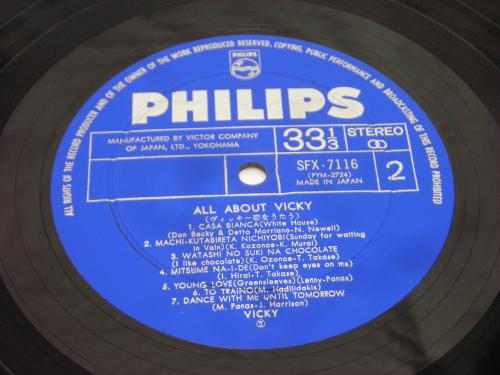 ALL RIGHTS OF THE RECORD PRODUCER AND OF THE OWNER OF THE WORK REPRODUCED RESERVED. COPYING, PUBLIC PERFORMANCE AND BROADCASTING OF THIS RECORD PROHIBITED
PHILIPS
PHILIPS
MANUFACTURED BY VICTOR COMPANY
OF JAPAN, LTD., YOKOHAMA
33 1/3
STEREO
SFX-7116
(PYM-2724)
MADE IN JAPAN
2
ALL ABOUT VICKY
(ヴィッキー恋をうたう)
1. CASA BIANCA(White House)
(Don Backy & Detto Morriano-N. Newell)
2. MACHI-KUTABIRETA NICHIYOBI(Sunday for waiting
in Vain) (K. Kozanoe-K. Murai)
3. WATASHI NO SUKI NA CHOCOLATE
(I like chocolate)(K. Ozonoe-T. Takase)
4. MITSUME NA-I-DE(Don't keep eyes on me)
(I. Hirai-T. Takase)
5. YOUNG LOVE(Greensleeves)(Lenny-Panas)
6. TO TRAINO(M. Hadjidakis)
7. DANCE WITH ME UNTIL TOMORROW
(M. Panas-J. Harrison)
VICKY